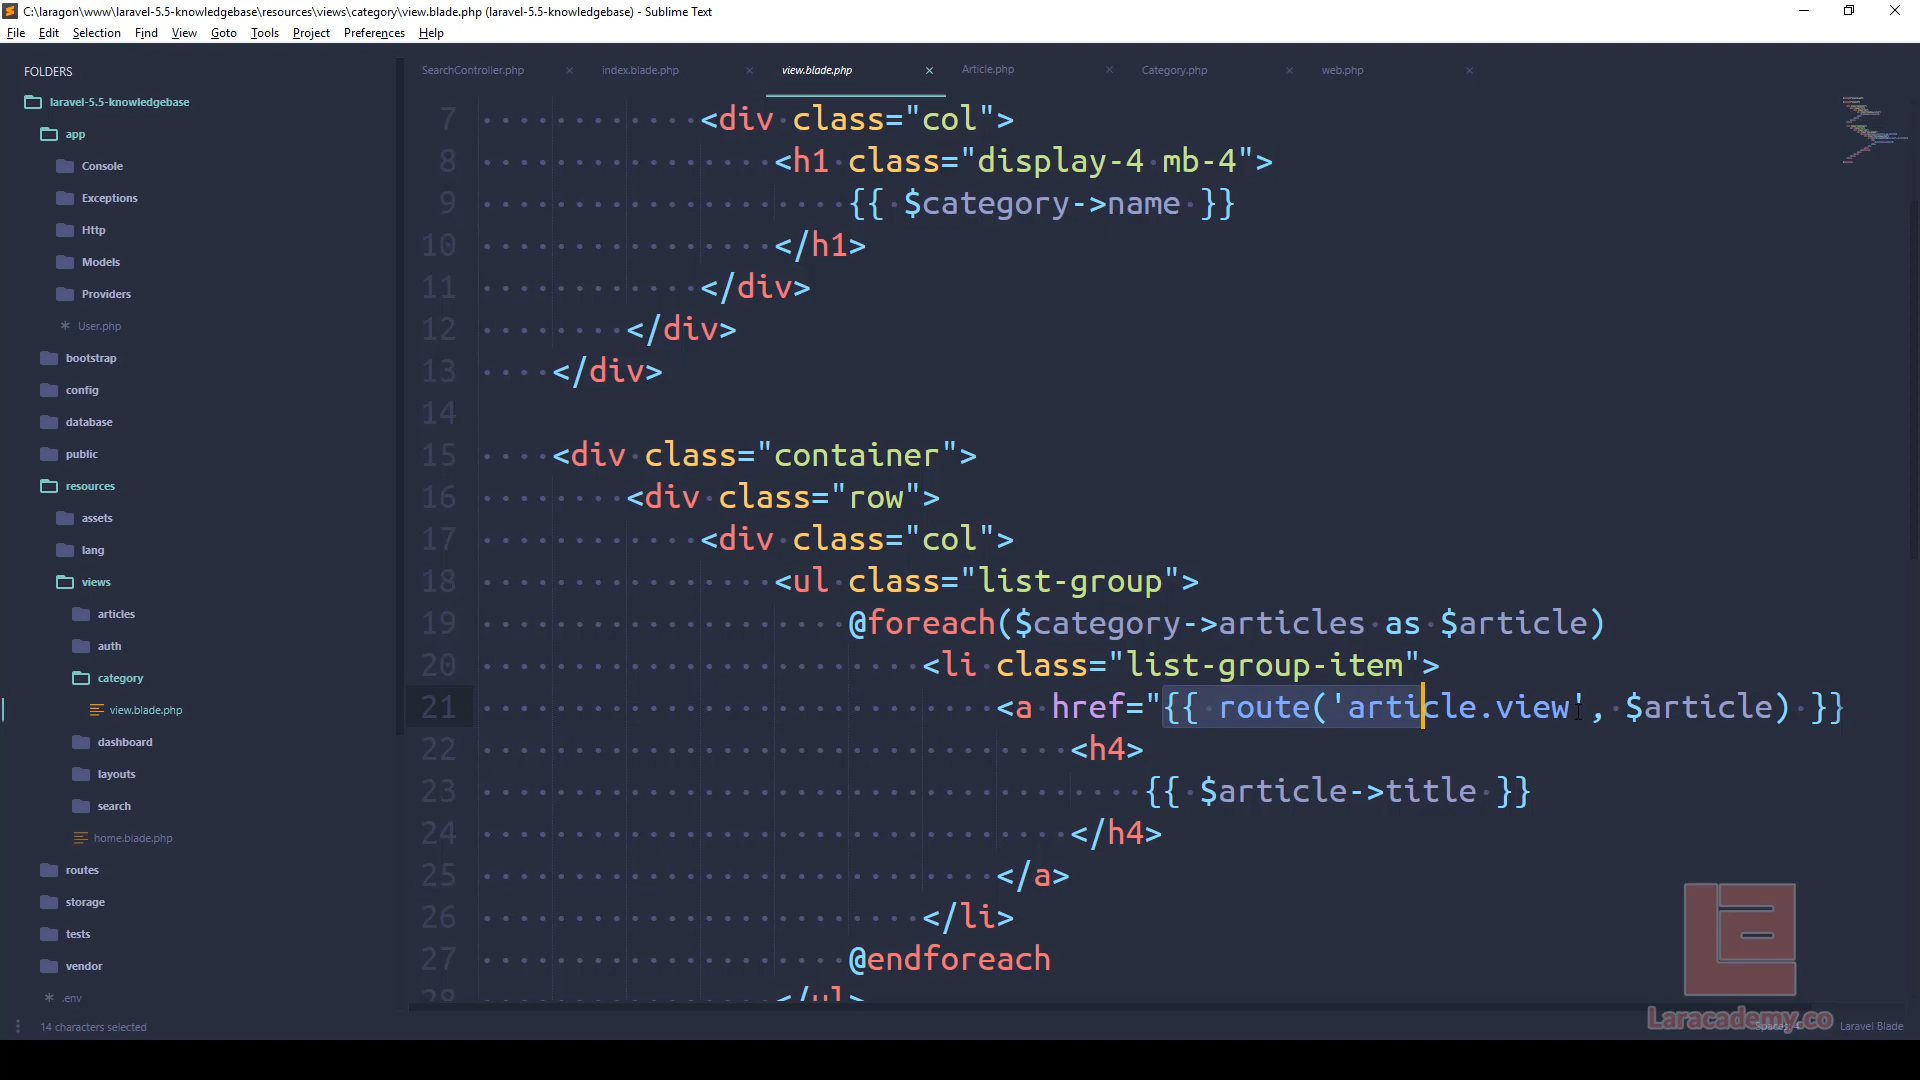 C:\laragon\www\laravel-5.5-knowledgebase\resources\views\category\view.blade.php (laravel-5.5-knowledgebase) - Sublime Text
File Edit Selection Find View Goto Tools Project Preferences Help
FOLDERS
laravel-5.5-knowledgebase
app
Console
Exceptions
Http
Models
Providers
User.php
bootstrap
config
database
public
resources
assets
lang
views
articles
auth
category
view.blade.php
dashboard
layouts
search
home.blade.php
routes
storage
tests
vendor
.env
SearchController.php index.blade.php view.blade.php Article.php Category.php web.php
7 <div class="col">
8 <h1 class="display-4 mb-4">
9 {{ $category->name }}
10 </h1>
11 </div>
12 </div>
13 </div>
14
15 <div class="container">
16 <div class="row">
17 <div class="col">
18 <ul class="list-group">
19 @foreach($category->articles as $article)
20 <li class="list-group-item">
21 <a href="{{ route('article.view', $article) }}
22 <h4>
23 {{ $article->title }}
24 </h4>
25 </a>
26 </li>
27 @endforeach
28 </ul>
Laracademy.co
14 characters selected
Spaces: 4 Laravel Blade